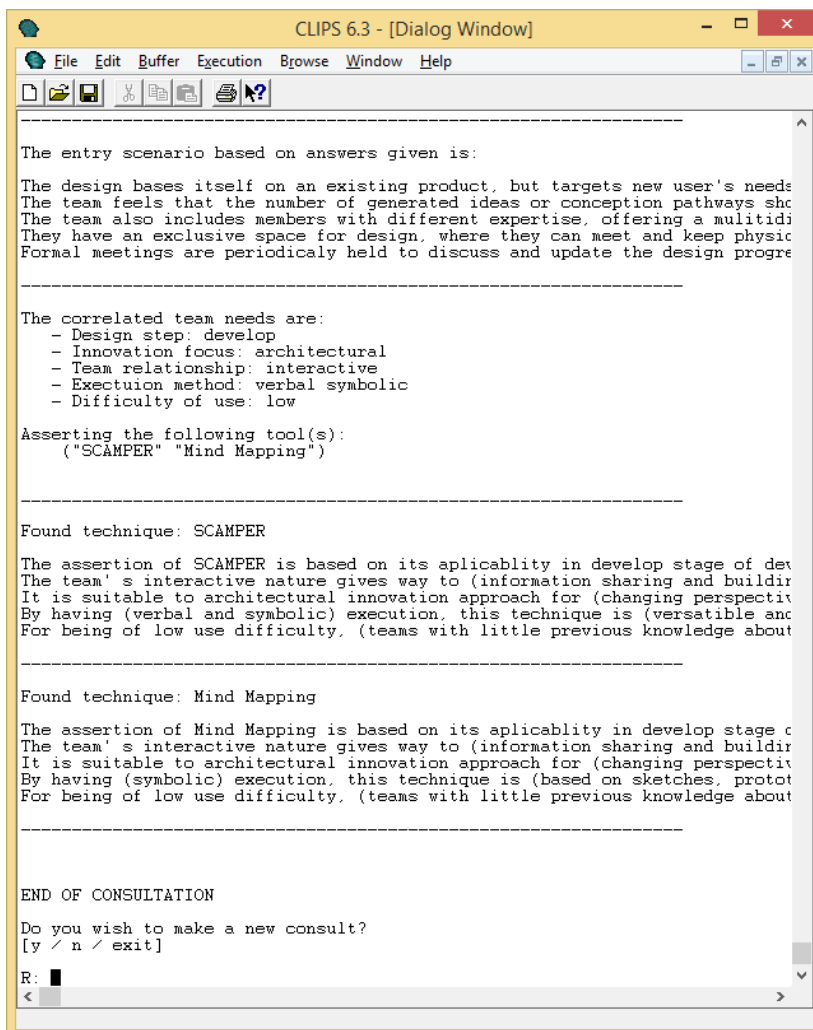 CLIPS 6.3 - [Dialog Window]
File Edit Buffer Execution Browse Window Help
-----------------------------------------------------------------
The entry scenario based on answers given is:
The design bases itself on an existing product, but targets new user's needs
The team feels that the number of generated ideas or conception pathways sho
The team also includes members with different expertise, offering a mulitidi
They have an exclusive space for design, where they can meet and keep physic
Formal meetings are periodicaly held to discuss and update the design progre
-----------------------------------------------------------------
The correlated team needs are:
- Design step: develop
- Innovation focus: architectural
- Team relationship: interactive
- Exectuion method: verbal symbolic
- Difficulty of use: low
Asserting the following tool(s):
("SCAMPER" "Mind Mapping")
-----------------------------------------------------------------
Found technique: SCAMPER
The assertion of SCAMPER is based on its aplicablity in develop stage of dev
The team' s interactive nature gives way to (information sharing and buildin
It is suitable to architectural innovation approach for (changing perspectiv
By having (verbal and symbolic) execution, this technique is (versatible and
For being of low use difficulty, (teams with little previous knowledge about
-----------------------------------------------------------------
Found technique: Mind Mapping
The assertion of Mind Mapping is based on its aplicablity in develop stage o
The team' s interactive nature gives way to (information sharing and buildin
It is suitable to architectural innovation approach for (changing perspectiv
By having (symbolic) execution, this technique is (based on sketches, protot
For being of low use difficulty, (teams with little previous knowledge about
-----------------------------------------------------------------
END OF CONSULTATION
Do you wish to make a new consult?
[y / n / exit]
R: